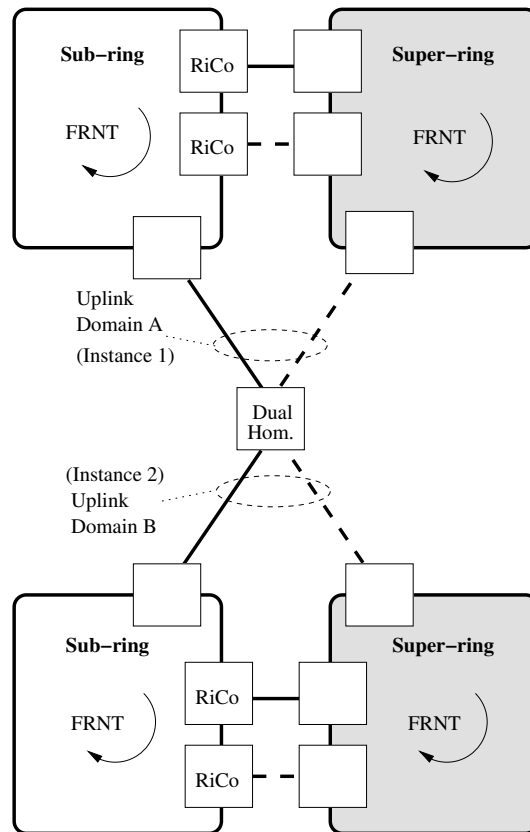 Sub-ring
RiCo
Super-ring
FRNT
RiCo
FRNT
Uplink
Domain A
(Instance 1)
Dual
Hom.
(Instance 2)
Uplink
Domain B
Sub-ring
Super-ring
RiCo
FRNT
FRNT
RiCo